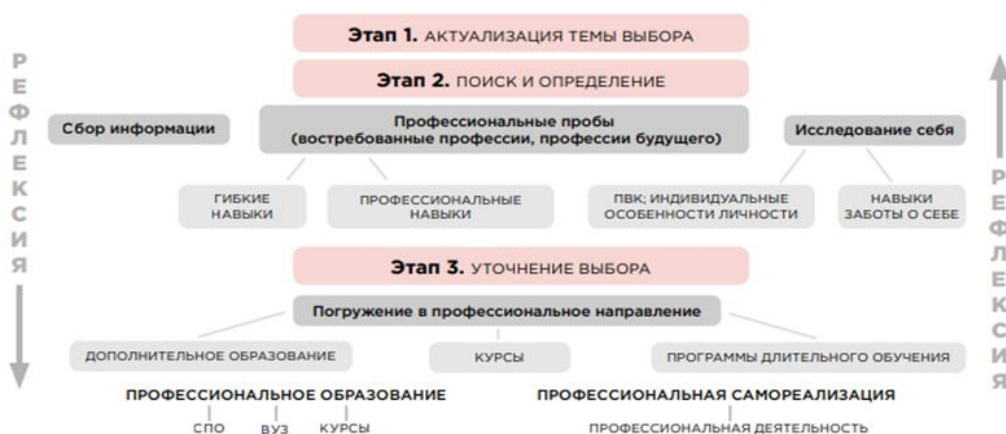 Этап 1. АКТУАЛИЗАЦИЯ ТЕМЫ ВЫБОРА
Этап 2. ПОИСК И ОПРЕДЕЛЕНИЕ
Сбор информации
Профессиональные пробы
(востребованные профессии, профессии будущего)
Исследование себя
ГИБКИЕ
НАВЫКИ
ПРОФЕССИОНАЛЬНЫЕ
НАВЫКИ
ПВК; ИНДИВИДУАЛЬНЫЕ
ОСОБЕННОСТИ ЛИЧНОСТИ
НАВЫКИ
ЗАБОТЫ О СЕБЕ
РЕФЛЕКСИЯ
РЕФЛЕКСИЯ
Этап 3. УТОЧНЕНИЕ ВЫБОРА
Погружение в профессиональное направление
ДОПОЛНИТЕЛЬНОЕ ОБРАЗОВАНИЕ
КУРСЫ
ПРОГРАММЫ ДЛИТЕЛЬНОГО ОБУЧЕНИЯ
ПРОФЕССИОНАЛЬНОЕ ОБРАЗОВАНИЕ
ПРОФЕССИОНАЛЬНАЯ САМОРЕАЛИЗАЦИЯ
СПО
ВУЗ
КУРСЫ
ПРОФЕССИОНАЛЬНАЯ ДЕЯТЕЛЬНОСТЬ